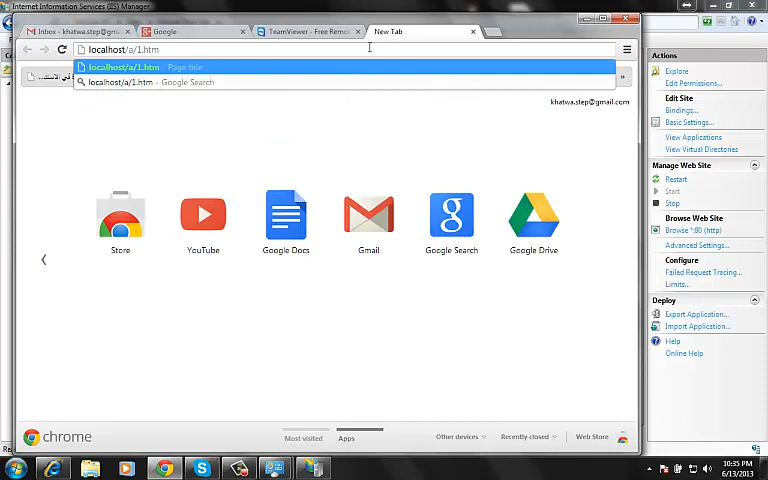 Internet Information Services (IIS) Manager
Inbox - khatwa.step@gma
Google
TeamViewer - Free Remo
New Tab
localhost/a/1.htm
localhost/a/1.htm - Page title
localhost/a/1.htm - Google Search
khatwa.step@gmail.com
Store
YouTube
Google Docs
Gmail
Google Search
Google Drive
chrome
Most visited
Apps
Other devices
Recently closed
Web Store
Actions
Explore
Edit Permissions...
Edit Site
Bindings...
Basic Settings...
View Applications
View Virtual Directories
Manage Web Site
Restart
Start
Stop
Browse Web Site
Browse *:80 (http)
Advanced Settings...
Configure
Failed Request Tracing...
Limits...
Deploy
Export Application...
Import Application...
Help
Online Help
10:35 PM
6/13/2013